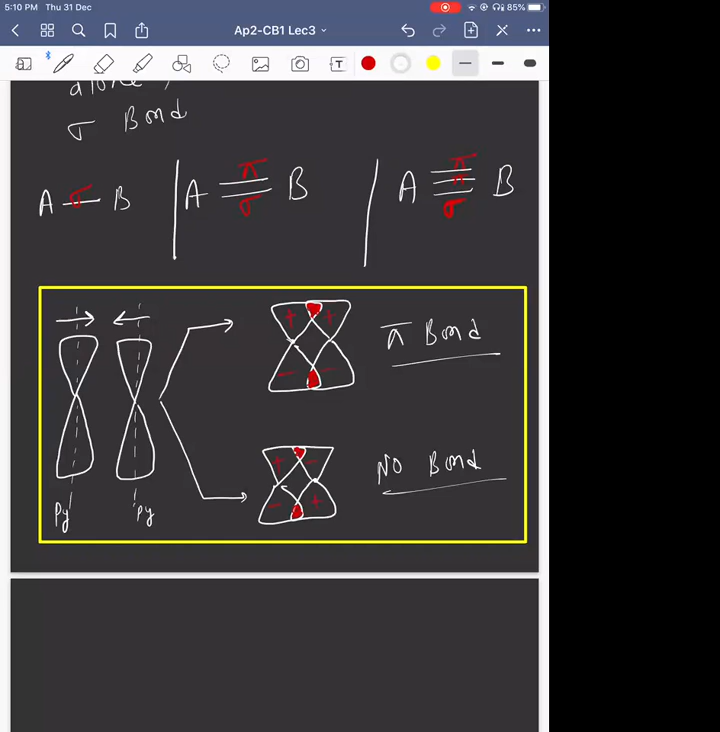 5:10 PM Thu 31 Dec 85%
Ap2-CB1 Lec3
T
σ Bond
A σ B
A π σ B
A π π σ B
+ +
- -
π Bond
+ -
- +
No Bond
Py Py